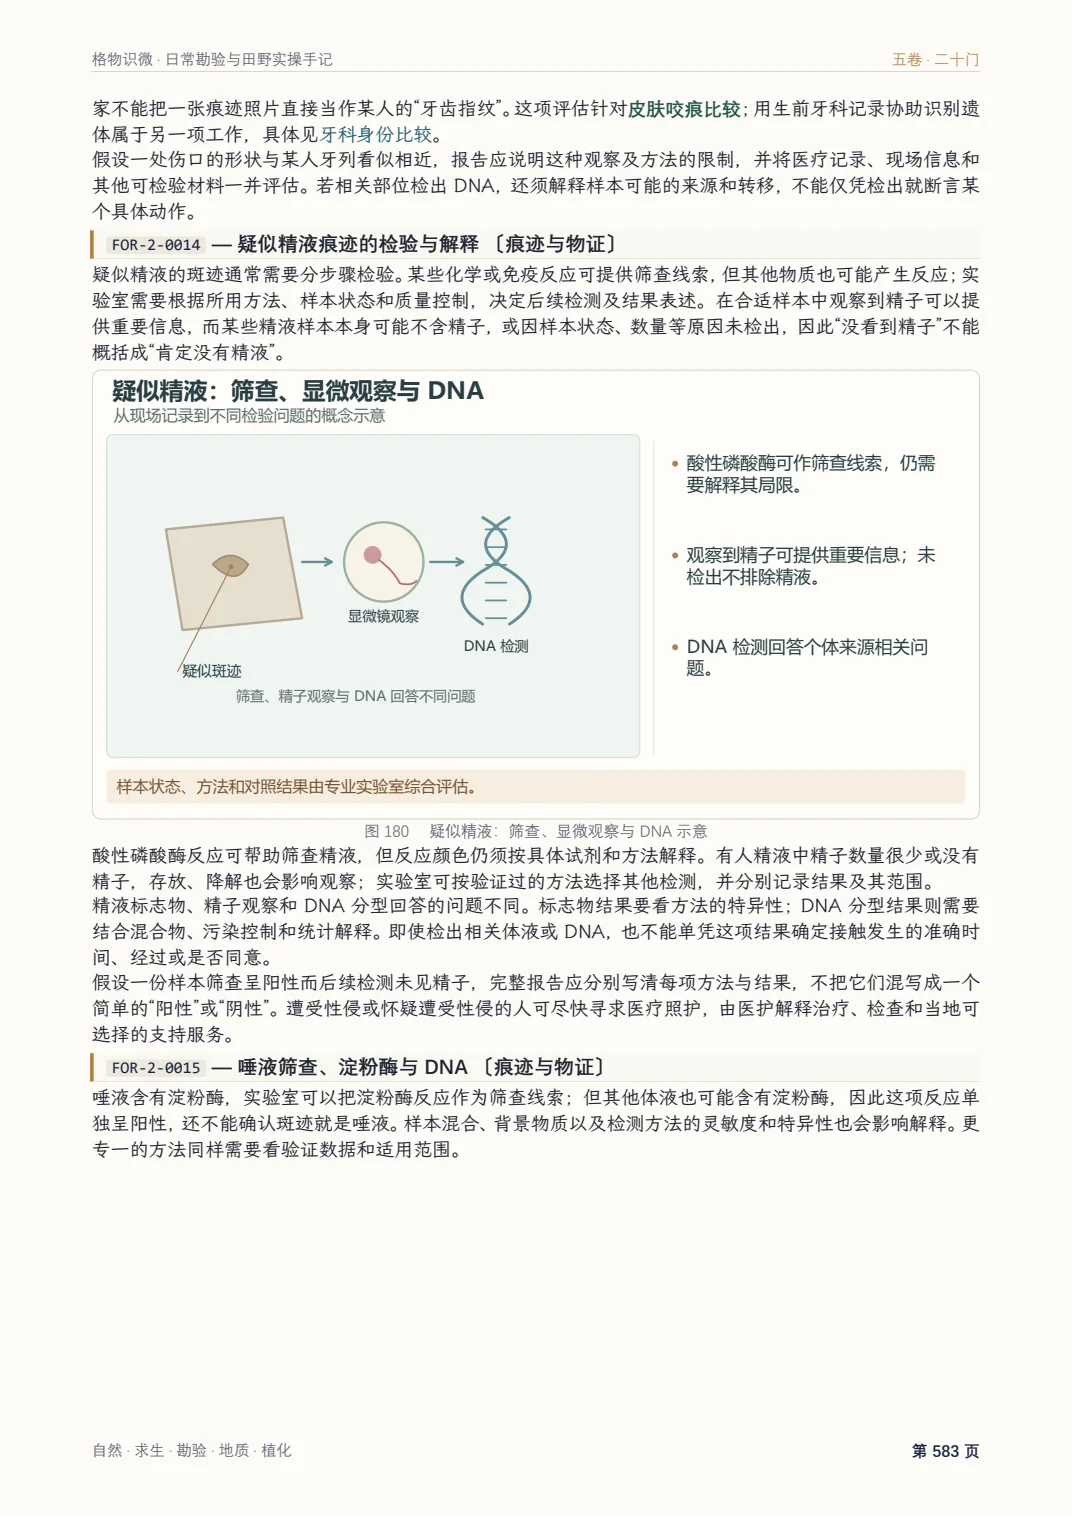 格物识微 · 日常勘验与田野实操手记
五卷 · 二十门
家不能把一张痕迹照片直接当作某人的“牙齿指纹”。这项评估针对皮肤咬痕比较；用生前牙科记录协助识别遗
体属于另一项工作，具体见牙科身份比较。
假设一处伤口的形状与某人牙列看似相近，报告应说明这种观察及方法的限制，并将医疗记录、现场信息和
其他可检验材料一并评估。若相关部位检出 DNA，还须解释样本可能的来源和转移，不能仅凭检出就断言某
个具体动作。
FOR-2-0014 — 疑似精液痕迹的检验与解释 〔痕迹与物证〕
疑似精液的斑迹通常需要分步骤检验。某些化学或免疫反应可提供筛查线索，但其他物质也可能产生反应；实
验室需要根据所用方法、样本状态和质量控制，决定后续检测及结果表述。在合适样本中观察到精子可以提
供重要信息，而某些精液样本本身可能不含精子，或因样本状态、数量等原因未检出，因此“没看到精子”不能
概括成“肯定没有精液”。
疑似精液：筛查、显微观察与 DNA
从现场记录到不同检验问题的概念示意
显微镜观察
DNA 检测
疑似斑迹
筛查、精子观察与 DNA 回答不同问题
酸性磷酸酶可作筛查线索，仍需
要解释其局限。
观察到精子可提供重要信息；未
检出不排除精液。
DNA 检测回答个体来源相关问
题。
样本状态、方法和对照结果由专业实验室综合评估。
图 180 疑似精液：筛查、显微观察与 DNA 示意
酸性磷酸酶反应可帮助筛查精液，但反应颜色仍须按具体试剂和方法解释。有人精液中精子数量很少或没有
精子，存放、降解也会影响观察；实验室可按验证过的方法选择其他检测，并分别记录结果及其范围。
精液标志物、精子观察和 DNA 分型回答的问题不同。标志物结果要看方法的特异性；DNA 分型结果则需要
结合混合物、污染控制和统计解释。即使检出相关体液或 DNA，也不能单凭这项结果确定接触发生的准确时
间、经过或是否同意。
假设一份样本筛查呈阳性而后续检测未见精子，完整报告应分别写清每项方法与结果，不把它们混写成一个
简单的“阳性”或“阴性”。遭受性侵或怀疑遭受性侵的人可尽快寻求医疗照护，由医护解释治疗、检查和当地可
选择的支持服务。
FOR-2-0015 — 唾液筛查、淀粉酶与 DNA 〔痕迹与物证〕
唾液含有淀粉酶，实验室可以把淀粉酶反应作为筛查线索；但其他体液也可能含有淀粉酶，因此这项反应单
独呈阳性，还不能确认斑迹就是唾液。样本混合、背景物质以及检测方法的灵敏度和特异性也会影响解释。更
专一的方法同样需要看验证数据和适用范围。
自然 · 求生 · 勘验 · 地质 · 植化
第 583 页